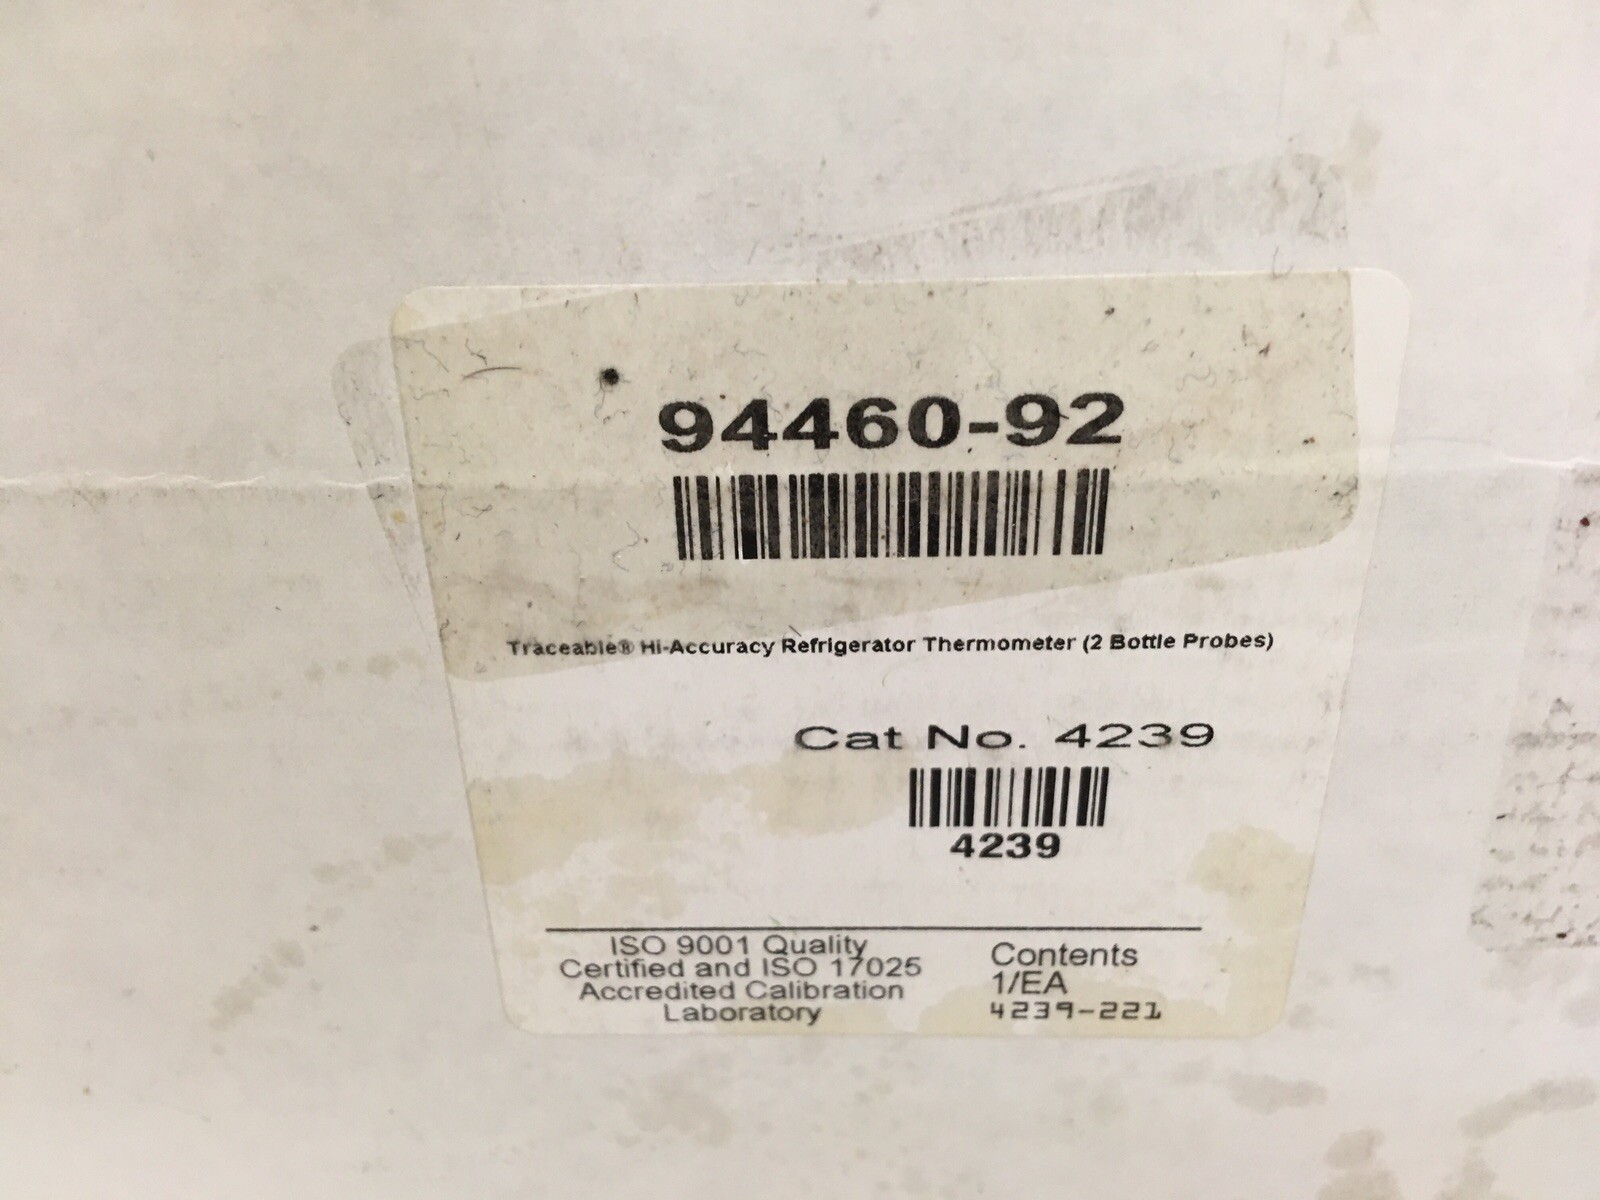 94460-92
Traceable® Hi-Accuracy Refrigerator Thermometer (2 Bottle Probes)
Cat No. 4239
4239
ISO 9001 Quality
Certified and ISO 17025
Accredited Calibration
Laboratory
Contents
1/EA
4239-221